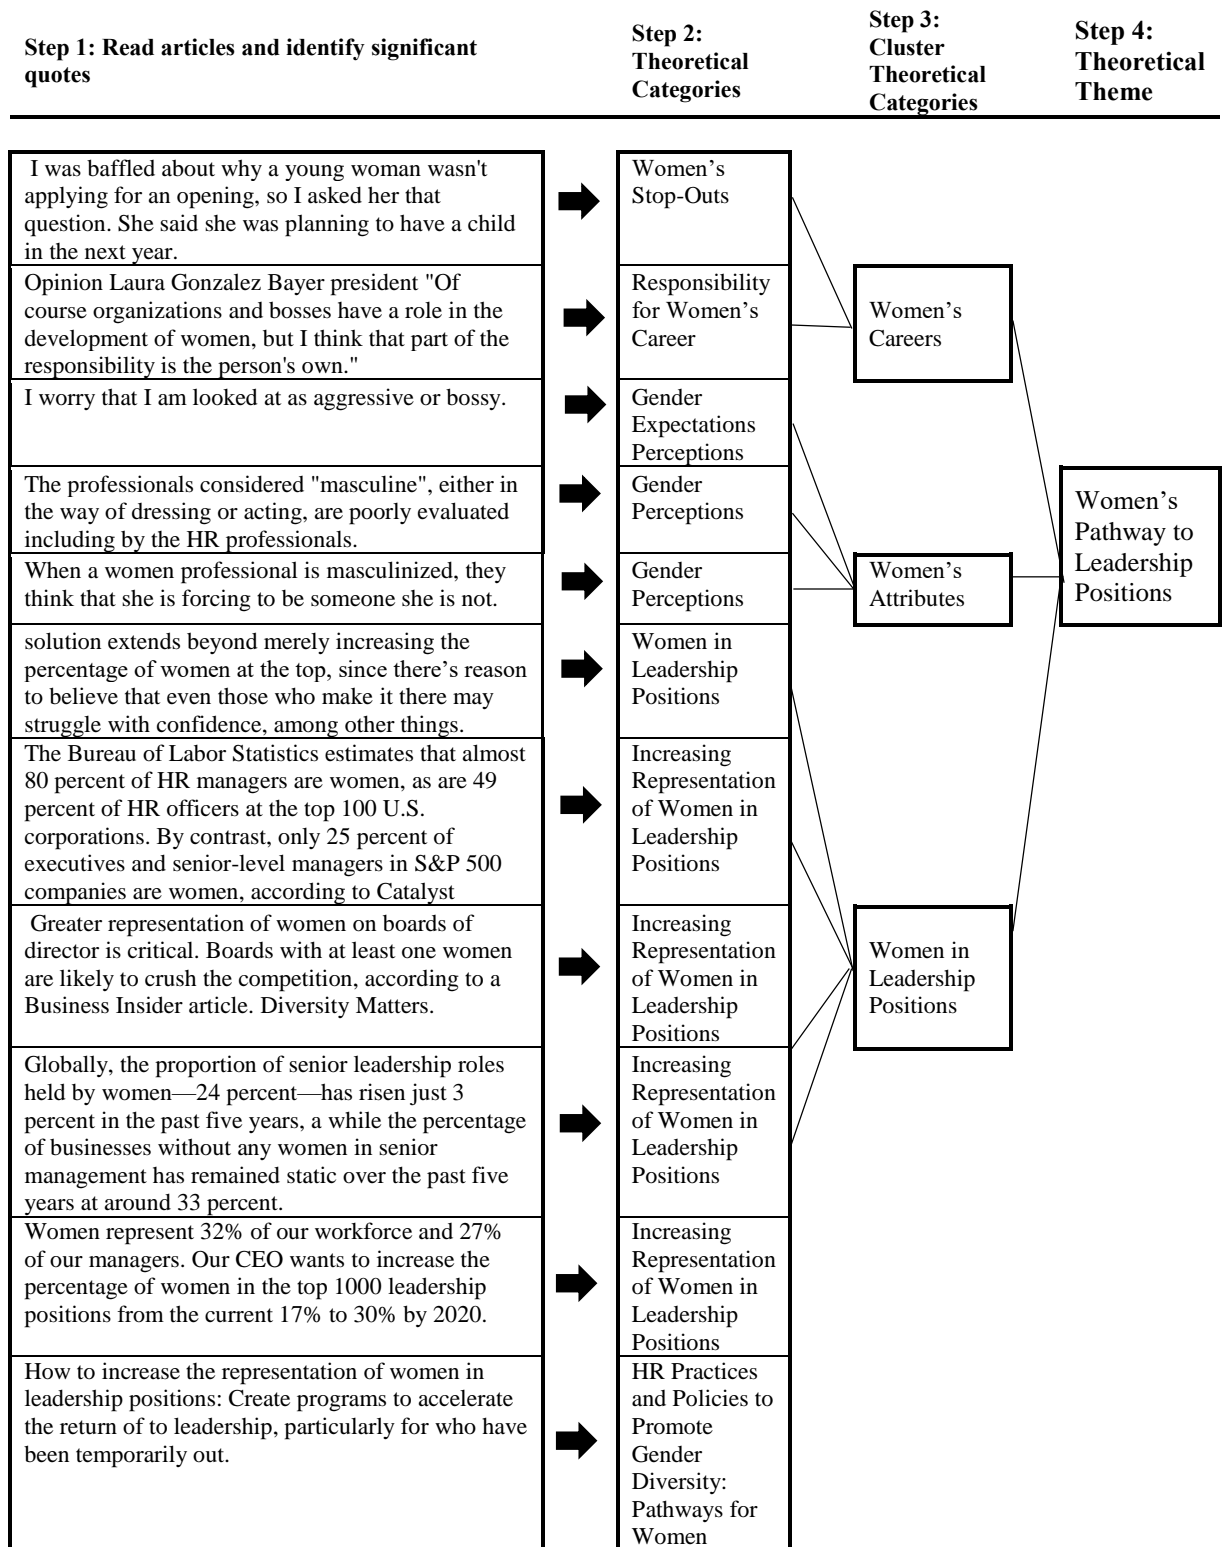 Step 1: Read articles and identify significant
quotes
Step 2:
Theoretical
Categories
Step 3:
Cluster
Theoretical
Categories
Step 4:
Theoretical
Theme
I was baffled about why a young woman wasn't
applying for an opening, so I asked her that
question. She said she was planning to have a child
in the next year.
Women's
Stop-Outs
Opinion Laura Gonzalez Bayer president "Of
course organizations and bosses have a role in the
development of women, but I think that part of the
responsibility is the person's own."
Responsibility
for Women's
Career
Women's
Careers
I worry that I am looked at as aggressive or bossy.
Gender
Expectations
Perceptions
The professionals considered "masculine", either in
the way of dressing or acting, are poorly evaluated
including by the HR professionals.
Gender
Perceptions
Women's
Pathway to
Leadership
Positions
When a women professional is masculinized, they
think that she is forcing to be someone she is not.
Gender
Perceptions
Women's
Attributes
solution extends beyond merely increasing the
percentage of women at the top, since there's reason
to believe that even those who make it there may
struggle with confidence, among other things.
Women in
Leadership
Positions
The Bureau of Labor Statistics estimates that almost
80 percent of HR managers are women, as are 49
percent of HR officers at the top 100 U.S.
corporations. By contrast, only 25 percent of
executives and senior-level managers in S&P 500
companies are women, according to Catalyst
Increasing
Representation
of Women in
Leadership
Positions
Greater representation of women on boards of
director is critical. Boards with at least one women
are likely to crush the competition, according to a
Business Insider article. Diversity Matters.
Increasing
Representation
of Women in
Leadership
Positions
Women in
Leadership
Positions
Globally, the proportion of senior leadership roles
held by women—24 percent—has risen just 3
percent in the past five years, a while the percentage
of businesses without any women in senior
management has remained static over the past five
years at around 33 percent.
Increasing
Representation
of Women in
Leadership
Positions
Women represent 32% of our workforce and 27%
of our managers. Our CEO wants to increase the
percentage of women in the top 1000 leadership
positions from the current 17% to 30% by 2020.
Increasing
Representation
of Women in
Leadership
Positions
How to increase the representation of women in
leadership positions: Create programs to accelerate
the return of to leadership, particularly for who have
been temporarily out.
HR Practices
and Policies to
Promote
Gender
Diversity:
Pathways for
Women